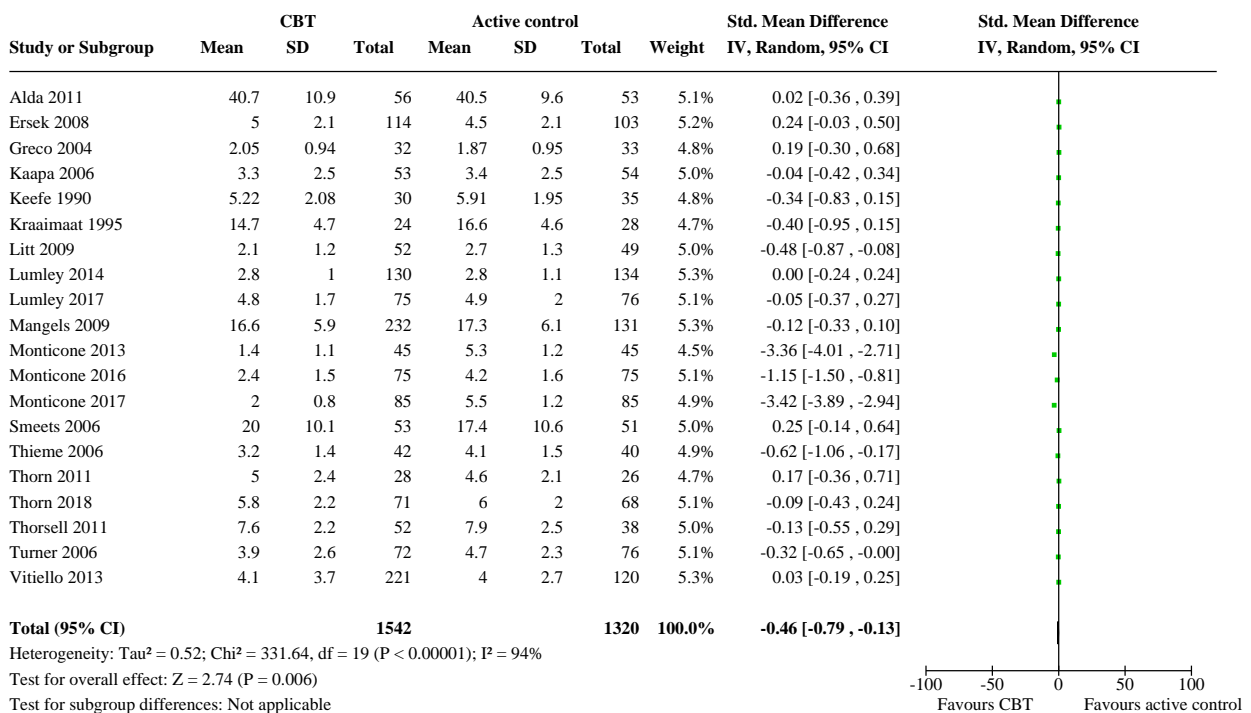 CBT Active control Std. Mean Difference Std. Mean Difference
Study or Subgroup Mean SD Total Mean SD Total Weight IV, Random, 95% CI IV, Random, 95% CI
Alda 2011 40.7 10.9 56 40.5 9.6 53 5.1% 0.02 [-0.36 , 0.39]
Ersek 2008 5 2.1 114 4.5 2.1 103 5.2% 0.24 [-0.03 , 0.50]
Greco 2004 2.05 0.94 32 1.87 0.95 33 4.8% 0.19 [-0.30 , 0.68]
Kaapa 2006 3.3 2.5 53 3.4 2.5 54 5.0% -0.04 [-0.42 , 0.34]
Keefe 1990 5.22 2.08 30 5.91 1.95 35 4.8% -0.34 [-0.83 , 0.15]
Kraaimaat 1995 14.7 4.7 24 16.6 4.6 28 4.7% -0.40 [-0.95 , 0.15]
Litt 2009 2.1 1.2 52 2.7 1.3 49 5.0% -0.48 [-0.87 , -0.08]
Lumley 2014 2.8 1 130 2.8 1.1 134 5.3% 0.00 [-0.24 , 0.24]
Lumley 2017 4.8 1.7 75 4.9 2 76 5.1% -0.05 [-0.37 , 0.27]
Mangels 2009 16.6 5.9 232 17.3 6.1 131 5.3% -0.12 [-0.33 , 0.10]
Monticone 2013 1.4 1.1 45 5.3 1.2 45 4.5% -3.36 [-4.01 , -2.71]
Monticone 2016 2.4 1.5 75 4.2 1.6 75 5.1% -1.15 [-1.50 , -0.81]
Monticone 2017 2 0.8 85 5.5 1.2 85 4.9% -3.42 [-3.89 , -2.94]
Smeets 2006 20 10.1 53 17.4 10.6 51 5.0% 0.25 [-0.14 , 0.64]
Thieme 2006 3.2 1.4 42 4.1 1.5 40 4.9% -0.62 [-1.06 , -0.17]
Thorn 2011 5 2.4 28 4.6 2.1 26 4.7% 0.17 [-0.36 , 0.71]
Thorn 2018 5.8 2.2 71 6 2 68 5.1% -0.09 [-0.43 , 0.24]
Thorsell 2011 7.6 2.2 52 7.9 2.5 38 5.0% -0.13 [-0.55 , 0.29]
Turner 2006 3.9 2.6 72 4.7 2.3 76 5.1% -0.32 [-0.65 , -0.00]
Vitiello 2013 4.1 3.7 221 4 2.7 120 5.3% 0.03 [-0.19 , 0.25]
Total (95% CI) 1542 1320 100.0% -0.46 [-0.79 , -0.13]
Heterogeneity: Tau² = 0.52; Chi² = 331.64, df = 19 (P < 0.00001); I² = 94%
Test for overall effect: Z = 2.74 (P = 0.006)
Test for subgroup differences: Not applicable
-100 -50 0 50 100
Favours CBT Favours active control